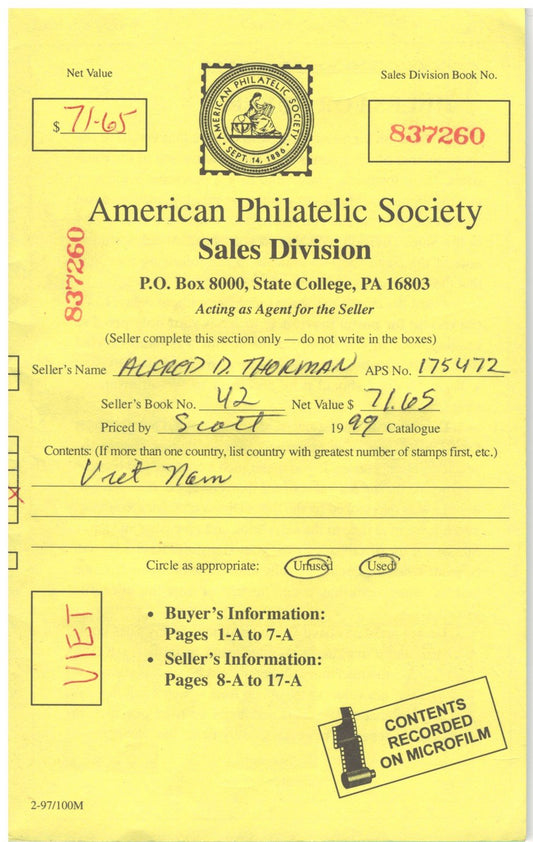 Net Value
$ 71.65
AMERICAN PHILATELIC SOCIETY
• SEPT. 14, 1886 •
Sales Division Book No.
837260
837260
American Philatelic Society
Sales Division
P.O. Box 8000, State College, PA 16803
Acting as Agent for the Seller
(Seller complete this section only — do not write in the boxes)
Seller's Name ALFRED D. THORMAN APS No. 175472
Seller's Book No. 42 Net Value $ 71.65
Priced by Scott 1999 Catalogue
Contents: (If more than one country, list country with greatest number of stamps first, etc.)
Viet Nam
X
Circle as appropriate: Unused Used
VIET
• Buyer's Information:
Pages 1-A to 7-A
• Seller's Information:
Pages 8-A to 17-A
CONTENTS
RECORDED
ON MICROFILM
2-97/100M